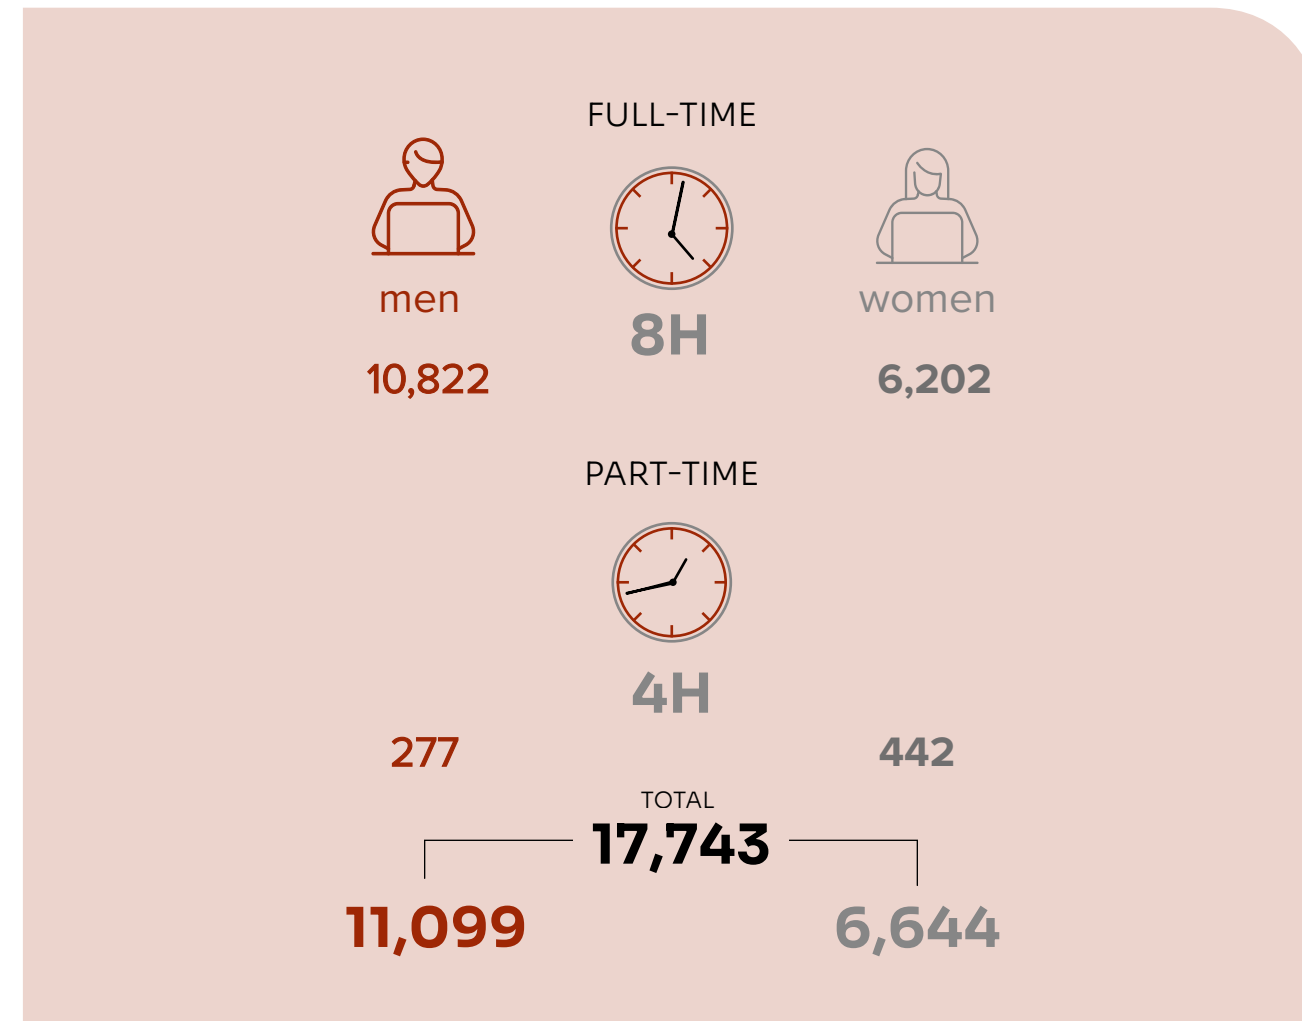 FULL-TIME
men
women
8H
10,822
6,202
PART-TIME
4H
277
442
TOTAL
17,743
11,099
6,644